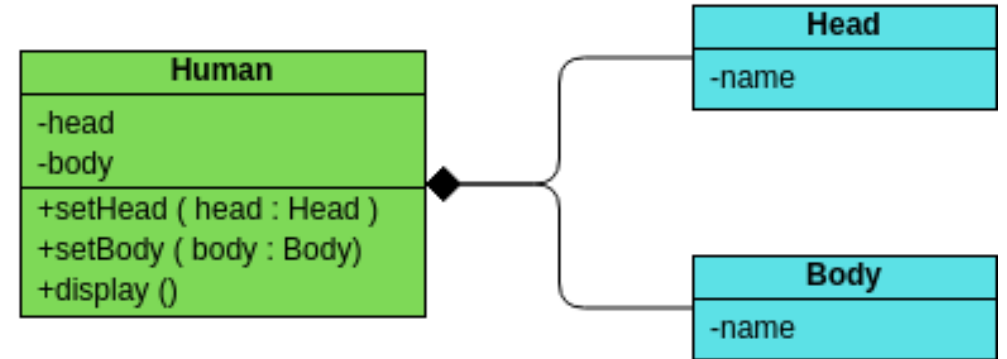 Human
-head
-body
+setHead ( head : Head )
+setBody ( body : Body)
+display ()
Head
-name
Body
-name